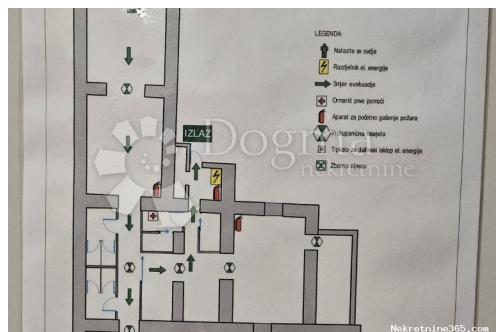 LEGENDA:
Nalazite se ovdje
Razdjelnik el. energije
Smjer evakuacije
Ormarić prve pomoći
Aparat za početno gašenje požara
Protupanična rasvjeta
Tipkalo za daljinski isklop el. energije
Zborno mjesto
IZLAZ
Dogma
nekretnine
Nekretnine365.com